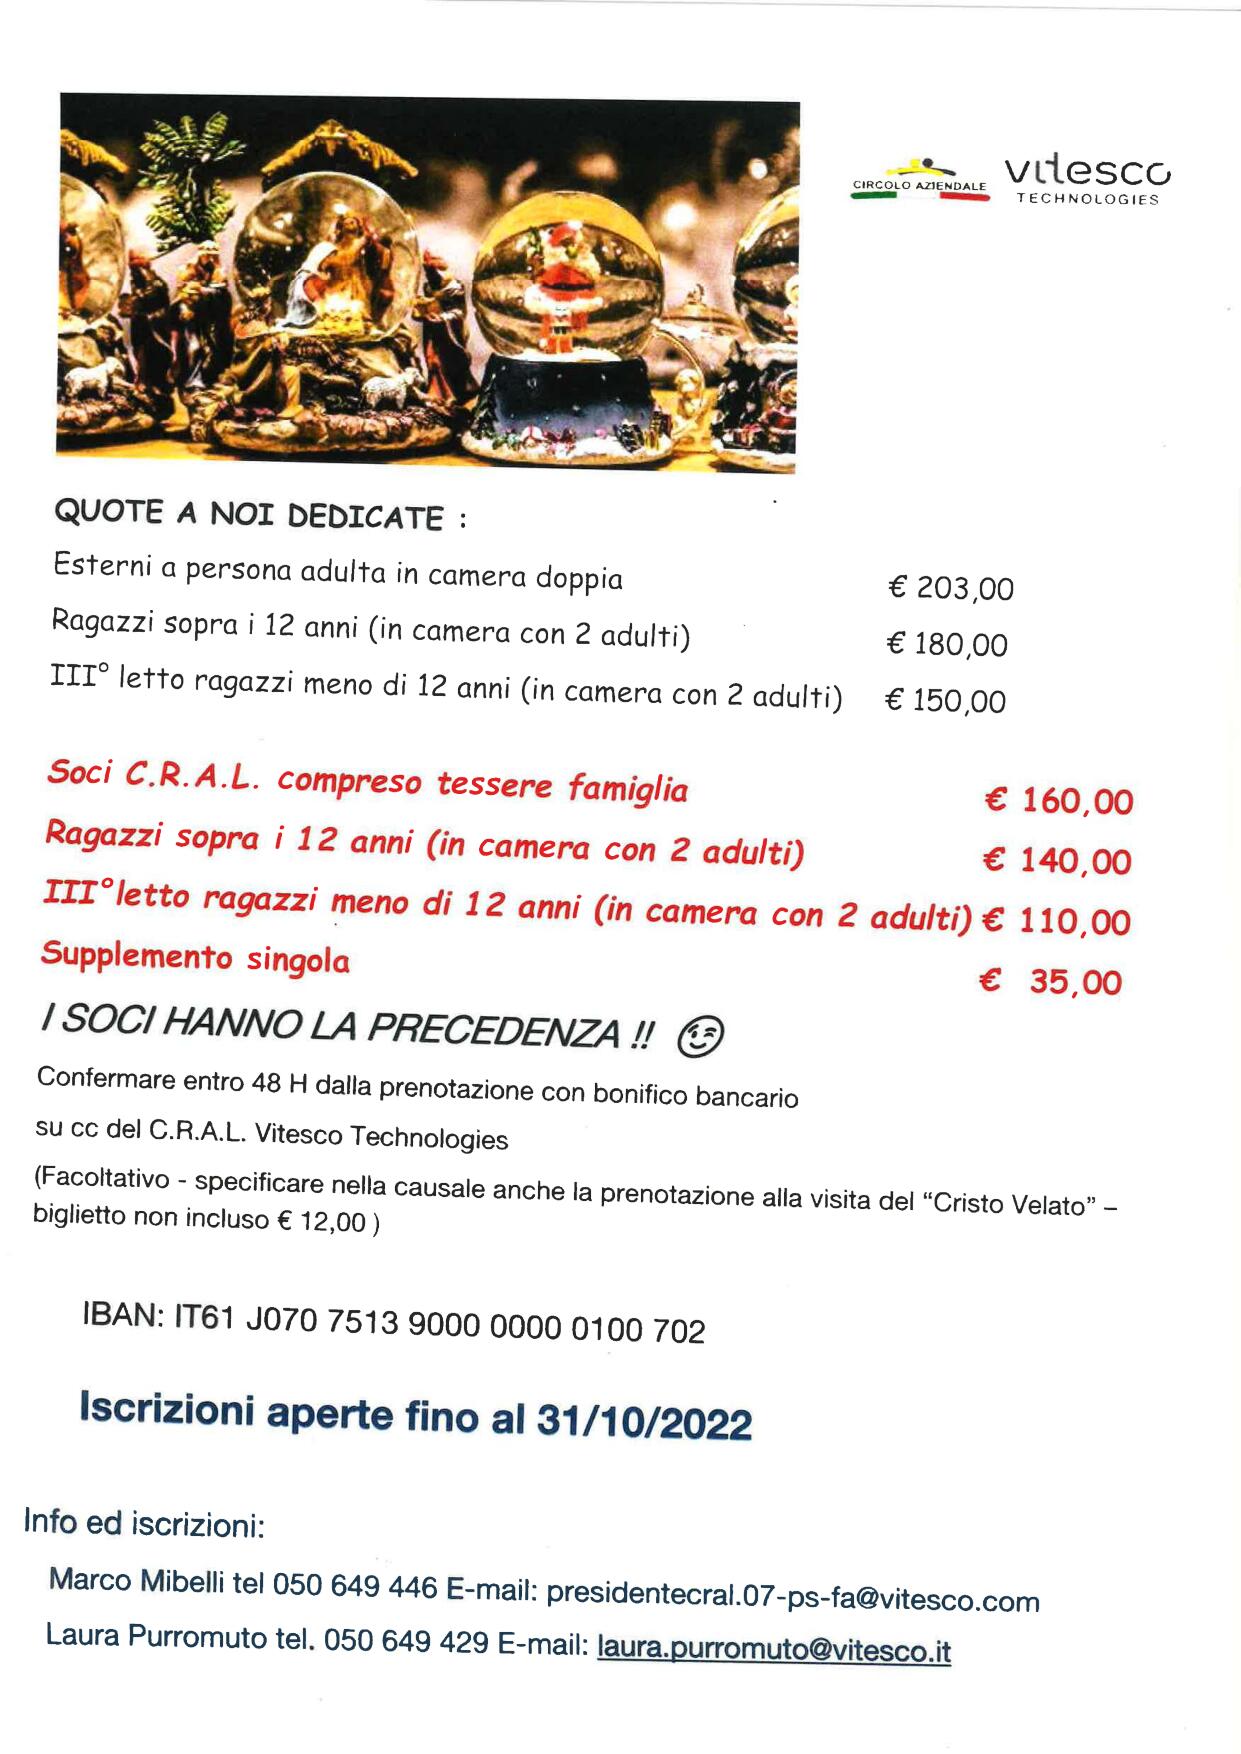 CIRCOLO AZIENDALE
vitesco
TECHNOLOGIES
QUOTE A NOI DEDICATE :
Esterni a persona adulta in camera doppia € 203,00
Ragazzi sopra i 12 anni (in camera con 2 adulti) € 180,00
III° letto ragazzi meno di 12 anni (in camera con 2 adulti) € 150,00
Soci C.R.A.L. compreso tessere famiglia € 160,00
Ragazzi sopra i 12 anni (in camera con 2 adulti) € 140,00
III°letto ragazzi meno di 12 anni (in camera con 2 adulti) € 110,00
Supplemento singola € 35,00
I SOCI HANNO LA PRECEDENZA !! 😉
Confermare entro 48 H dalla prenotazione con bonifico bancario
su cc del C.R.A.L. Vitesco Technologies
(Facoltativo - specificare nella causale anche la prenotazione alla visita del “Cristo Velato” –
biglietto non incluso € 12,00 )
IBAN: IT61 J070 7513 9000 0000 0100 702
Iscrizioni aperte fino al 31/10/2022
Info ed iscrizioni:
Marco Mibelli tel 050 649 446 E-mail: presidentecral.07-ps-fa@vitesco.com
Laura Purromuto tel. 050 649 429 E-mail: laura.purromuto@vitesco.it